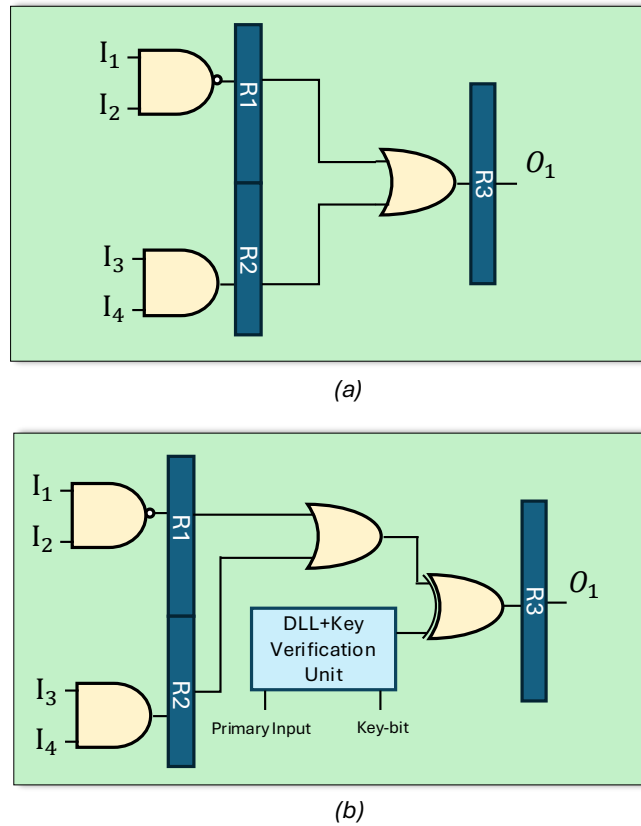 I₁
I₂
R1
I₃
I₄
R2
R3
O₁
(a)
I₁
I₂
R1
I₃
I₄
R2
DLL+Key
Verification
Unit
Primary Input
Key-bit
R3
O₁
(b)